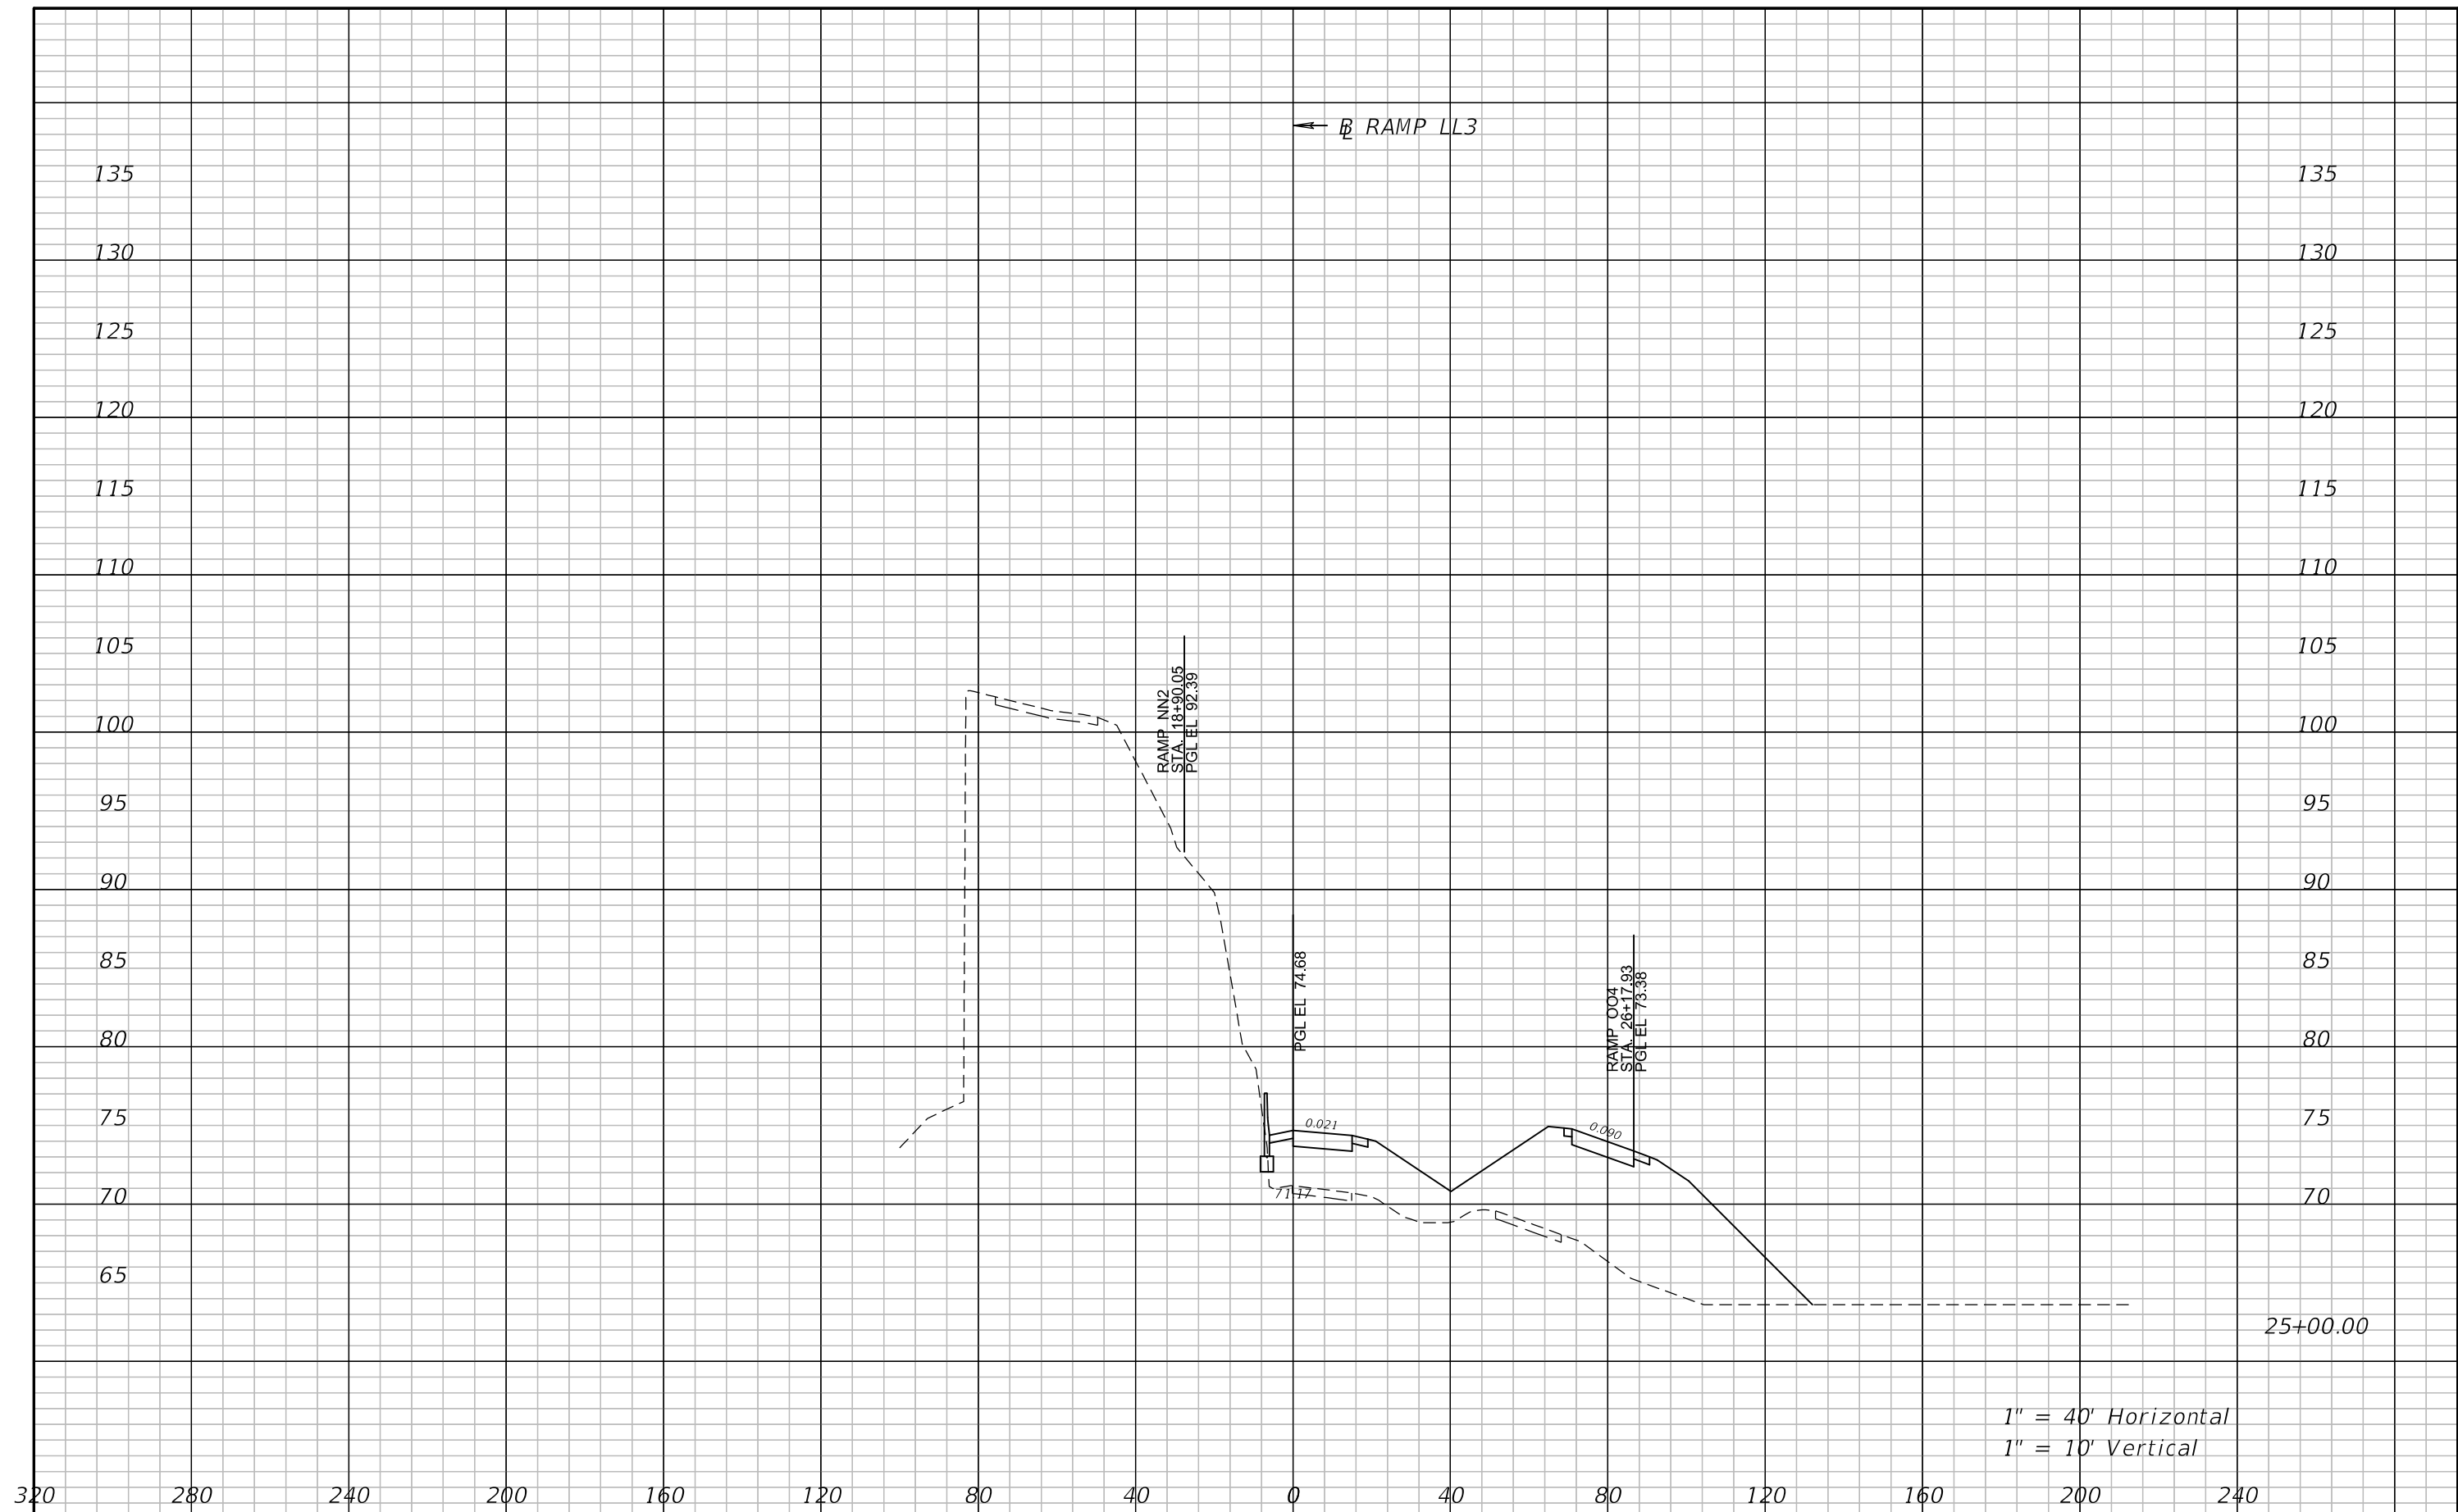 BL RAMP LL3
135 135
130 130
125 125
120 120
115 115
110 110
105 105
RAMP NN2
STA. 18+90.05
PGL EL 92.39
100 100
95 95
90 90
85 85
PGL EL 74.68
RAMP OO4
STA. 26+17.93
PGL EL 73.38
80 80
75 75
0.021
0.090
70 70
71.17
65
25+00.00
1" = 40' Horizontal
1" = 10' Vertical
320 280 240 200 160 120 80 40 0 40 80 120 160 200 240